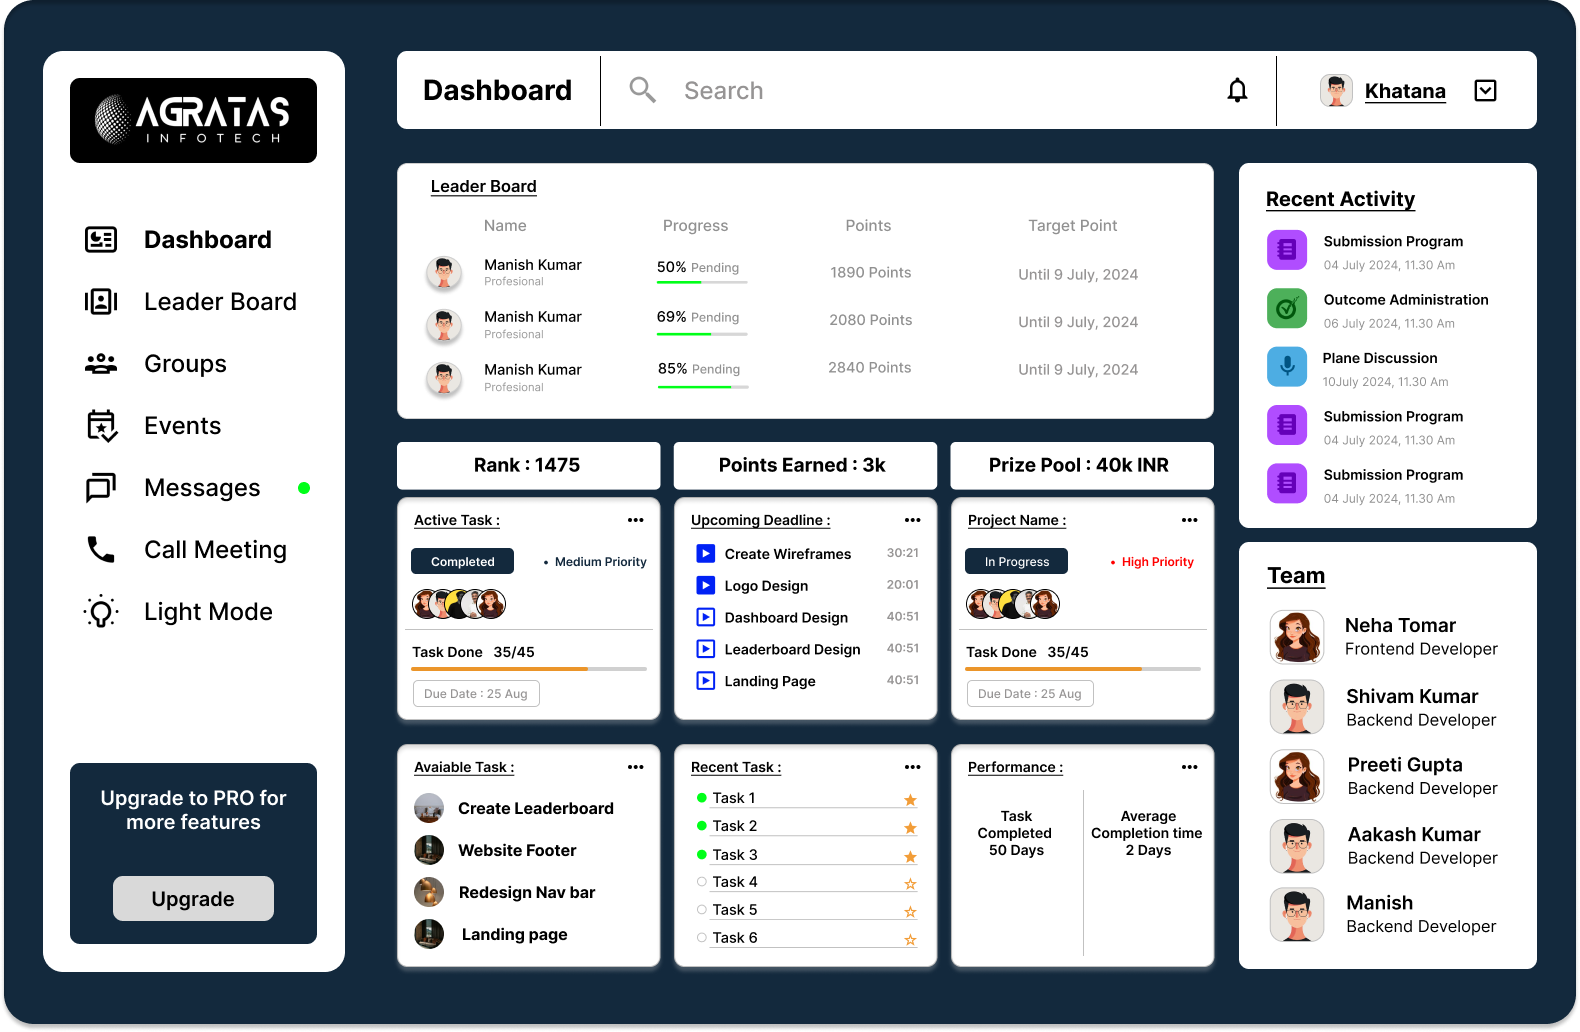 AGRATAS
INFOTECH
Dashboard
Leader Board
Groups
Events
Messages
Call Meeting
Light Mode
Upgrade to PRO for
more features
Upgrade
Dashboard
Search
Khatana
Leader Board
Name Progress Points Target Point
Manish Kumar
Profesional
50% Pending
1890 Points
Until 9 July, 2024
Manish Kumar
Profesional
69% Pending
2080 Points
Until 9 July, 2024
Manish Kumar
Profesional
85% Pending
2840 Points
Until 9 July, 2024
Rank : 1475
Points Earned : 3k
Prize Pool : 40k INR
Active Task :
Completed
• Medium Priority
Task Done 35/45
Due Date : 25 Aug
Upcoming Deadline :
Create Wireframes 30:21
Logo Design 20:01
Dashboard Design 40:51
Leaderboard Design 40:51
Landing Page 40:51
Project Name :
In Progress
• High Priority
Task Done 35/45
Due Date : 25 Aug
Avaiable Task :
Create Leaderboard
Website Footer
Redesign Nav bar
Landing page
Recent Task :
Task 1
Task 2
Task 3
Task 4
Task 5
Task 6
Performance :
Task
Completed
50 Days
Average
Completion time
2 Days
Recent Activity
Submission Program
04 July 2024, 11.30 Am
Outcome Administration
06 July 2024, 11.30 Am
Plane Discussion
10July 2024, 11.30 Am
Submission Program
04 July 2024, 11.30 Am
Submission Program
04 July 2024, 11.30 Am
Team
Neha Tomar
Frontend Developer
Shivam Kumar
Backend Developer
Preeti Gupta
Backend Developer
Aakash Kumar
Backend Developer
Manish
Backend Developer